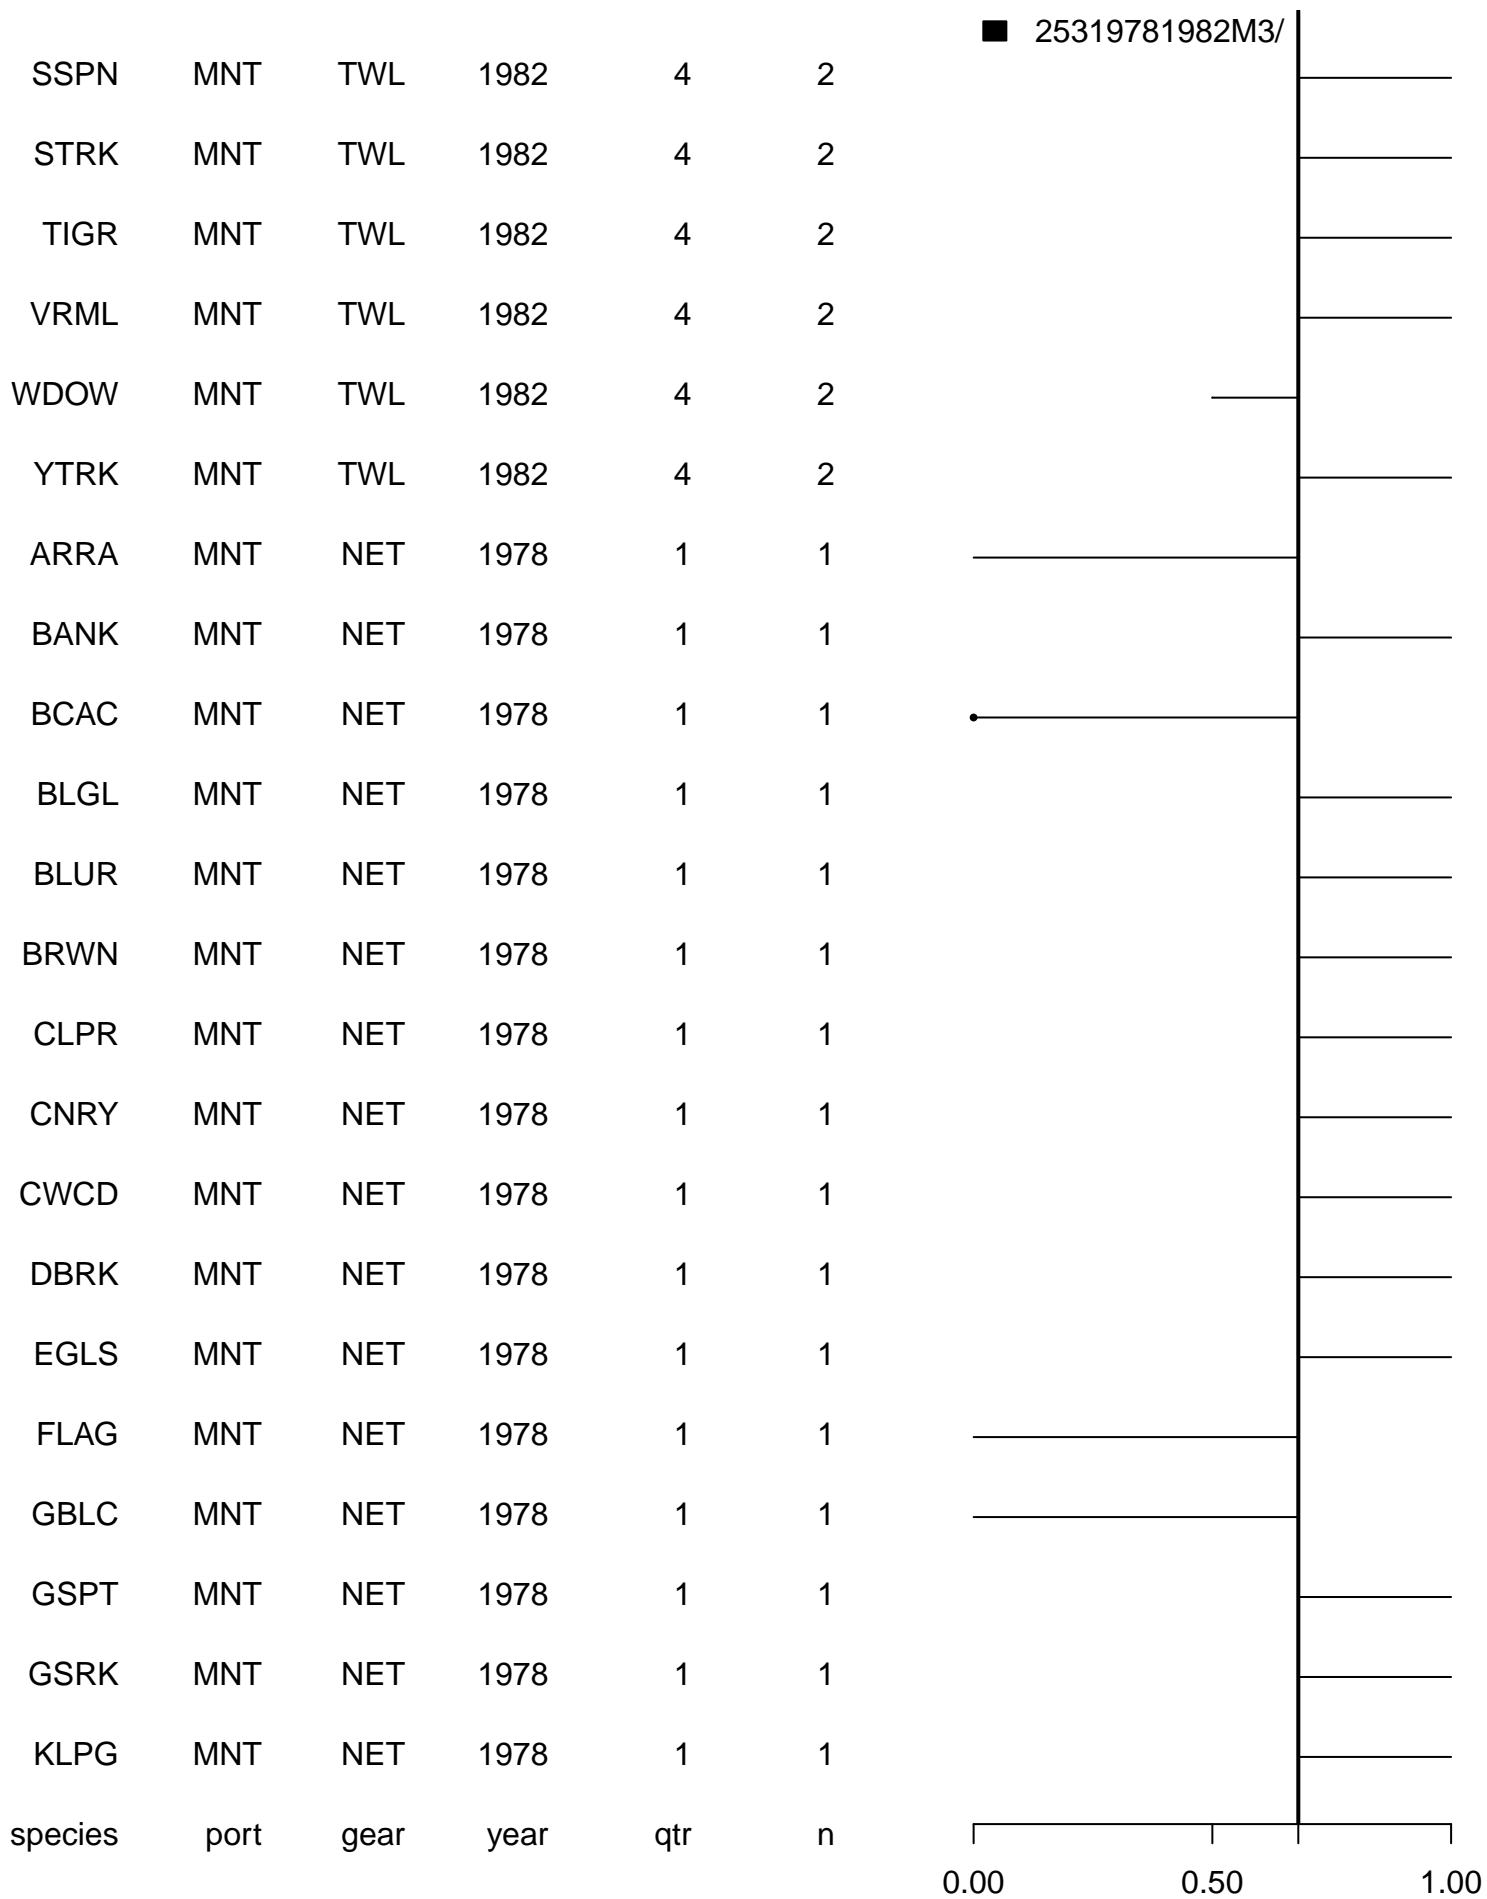 25319781982M3/
SSPN MNT TWL 1982 4 2
STRK MNT TWL 1982 4 2
TIGR MNT TWL 1982 4 2
VRML MNT TWL 1982 4 2
WDOW MNT TWL 1982 4 2
YTRK MNT TWL 1982 4 2
ARRA MNT NET 1978 1 1
BANK MNT NET 1978 1 1
BCAC MNT NET 1978 1 1
BLGL MNT NET 1978 1 1
BLUR MNT NET 1978 1 1
BRWN MNT NET 1978 1 1
CLPR MNT NET 1978 1 1
CNRY MNT NET 1978 1 1
CWCD MNT NET 1978 1 1
DBRK MNT NET 1978 1 1
EGLS MNT NET 1978 1 1
FLAG MNT NET 1978 1 1
GBLC MNT NET 1978 1 1
GSPT MNT NET 1978 1 1
GSRK MNT NET 1978 1 1
KLPG MNT NET 1978 1 1
species port gear year qtr n
0.00 0.50 1.00